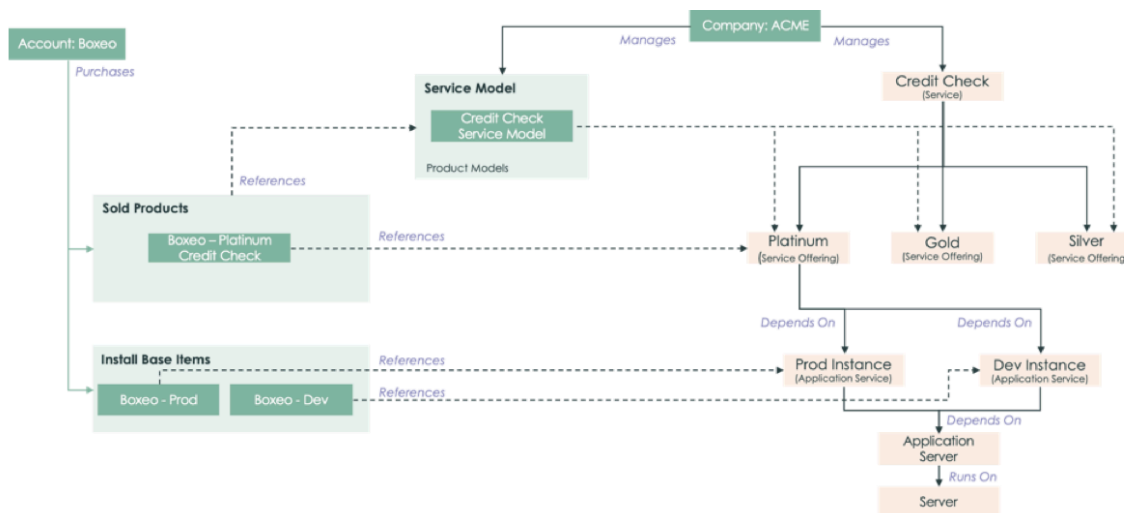 Company: ACME
Account: Boxeo
Manages
Manages
Purchases
Service Model
Credit Check
(Service)
Credit Check
Service Model
Product Models
References
Sold Products
Boxeo – Platinum
Credit Check
References
Platinum
(Service Offering)
Gold
(Service Offering)
Silver
(Service Offering)
Depends On
Depends On
Install Base Items
References
Prod Instance
(Application Service)
Dev Instance
(Application Service)
Boxeo - Prod
Boxeo - Dev
References
Depends On
Application
Server
Runs On
Server